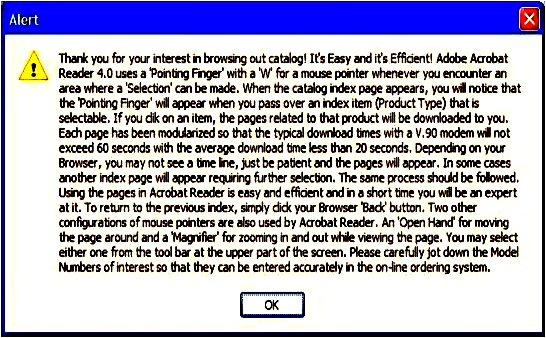 Alert
Thank you for your interest in browsing out catalog! It's Easy and it's Efficient! Adobe Acrobat
Reader 4.0 uses a 'Pointing Finger' with a 'W' for a mouse pointer whenever you encounter an
area where a 'Selection' can be made. When the catalog index page appears, you will notice that
the 'Pointing Finger' will appear when you pass over an index item (Product Type) that is
selectable. If you clik on an item, the pages related to that product will be downloaded to you.
Each page has been modularized so that the typical download times with a V.90 modem will not
exceed 60 seconds with the average download time less than 20 seconds. Depending on your
Browser, you may not see a time line, just be patient and the pages will appear. In some cases
another index page will appear requiring further selection. The same process should be followed.
Using the pages in Acrobat Reader is easy and efficient and in a short time you will be an expert
at it. To return to the previous index, simply click your Browser 'Back' button. Two other
configurations of mouse pointers are also used by Acrobat Reader. An 'Open Hand' for moving
the page around and a 'Magnifier' for zooming in and out while viewing the page. You may select
either one from the tool bar at the upper part of the screen. Please carefully jot down the Model
Numbers of interest so that they can be entered accurately in the on-line ordering system.
OK